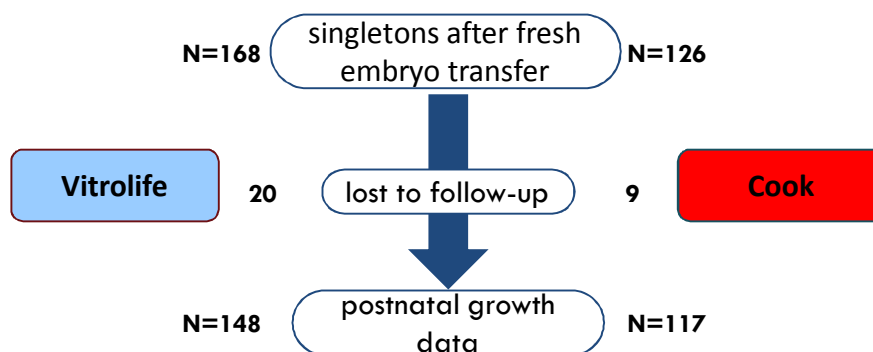 N=168
singletons after fresh
embryo transfer
N=126
Vitrolife
20
lost to follow-up
9
Cook
N=148
postnatal growth
data
N=117